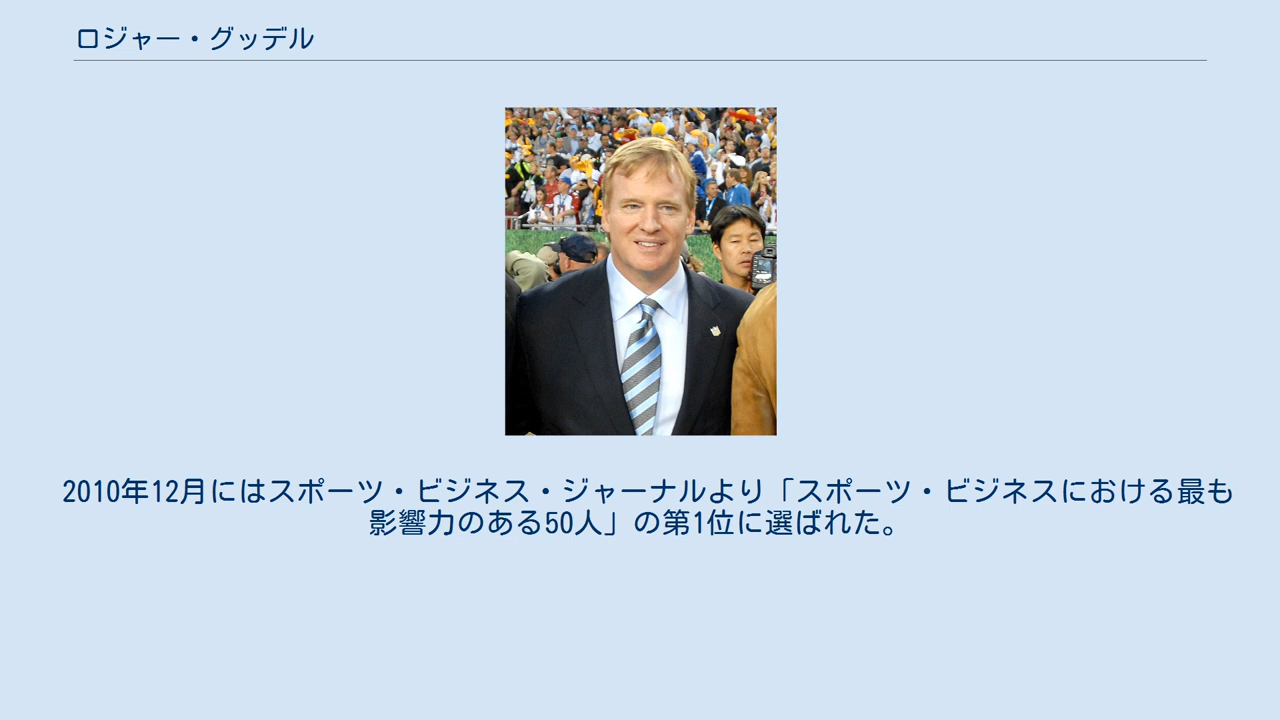 ロジャー・グッデル
2010年12月にはスポーツ・ビジネス・ジャーナルより「スポーツ・ビジネスにおける最も
影響力のある50人」の第1位に選ばれた。